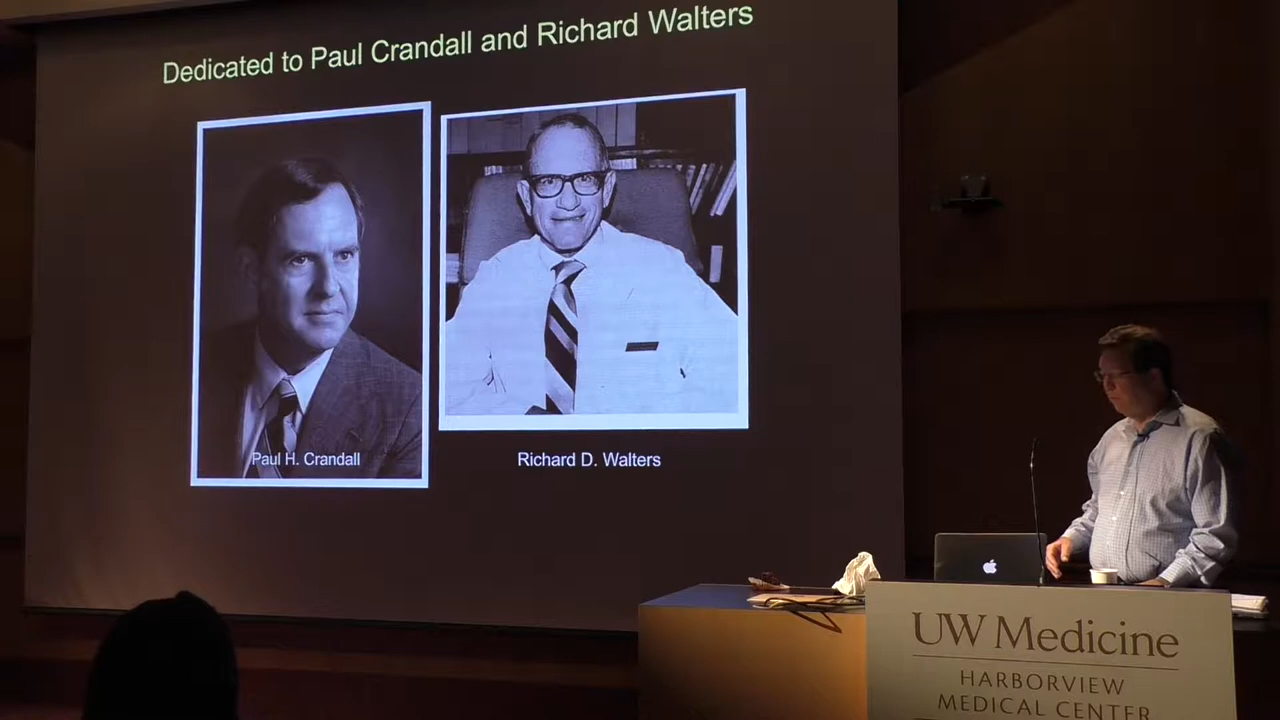 Dedicated to Paul Crandall and Richard Walters
Paul H. Crandall
Richard D. Walters
UW Medicine
HARBORVIEW
MEDICAL CENTER